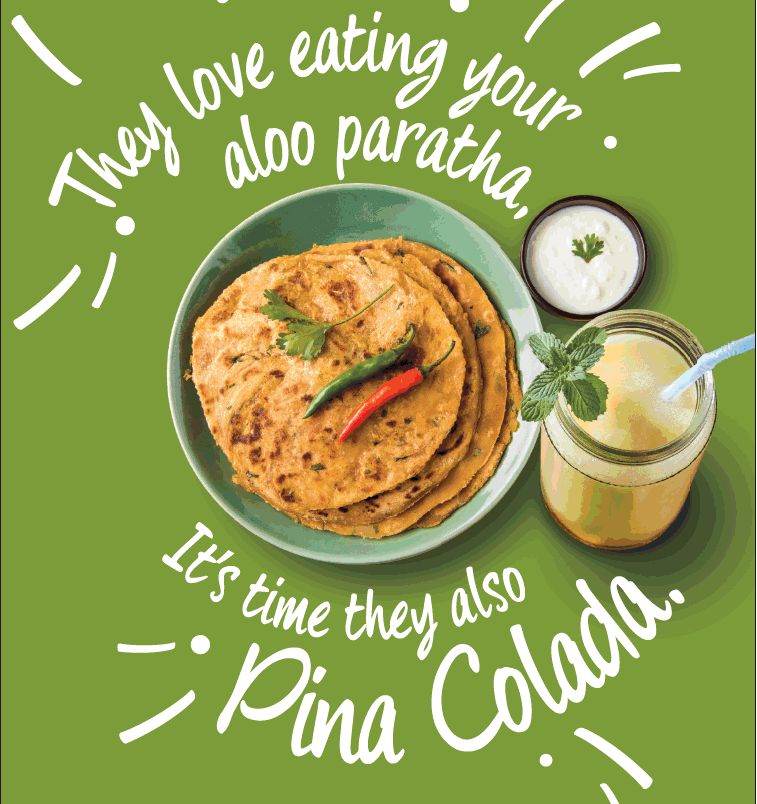 They love eating your
aloo paratha,
It's time they also
Pina Colada.